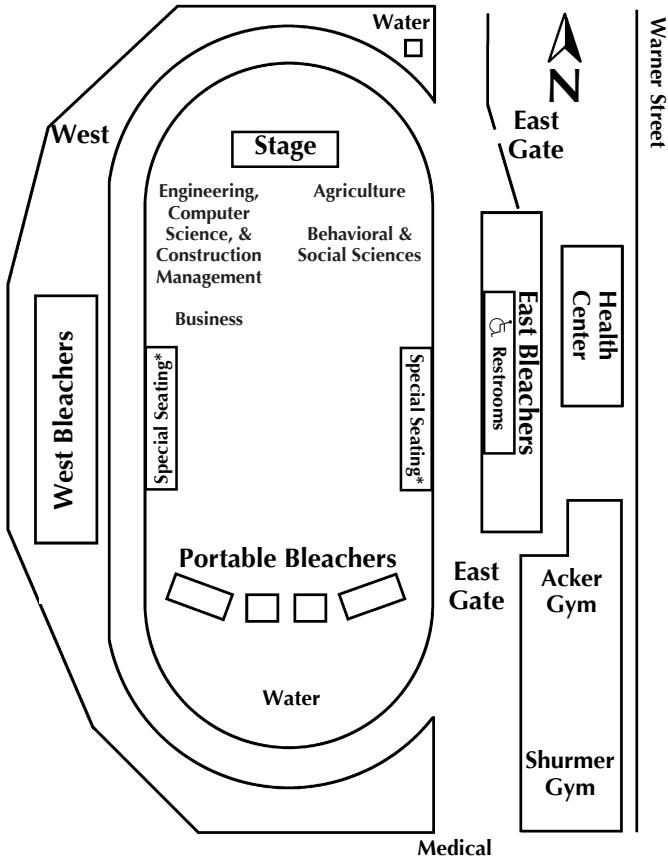 Water
N
Warner Street
East
Gate
West
Stage
Engineering,
Computer
Science, &
Construction
Management
Agriculture
Behavioral &
Social Sciences
Business
West Bleachers
Special Seating*
Special Seating*
Restrooms
East Bleachers
Health
Center
Portable Bleachers
East
Gate
Acker
Gym
Water
Shurmer
Gym
Medical